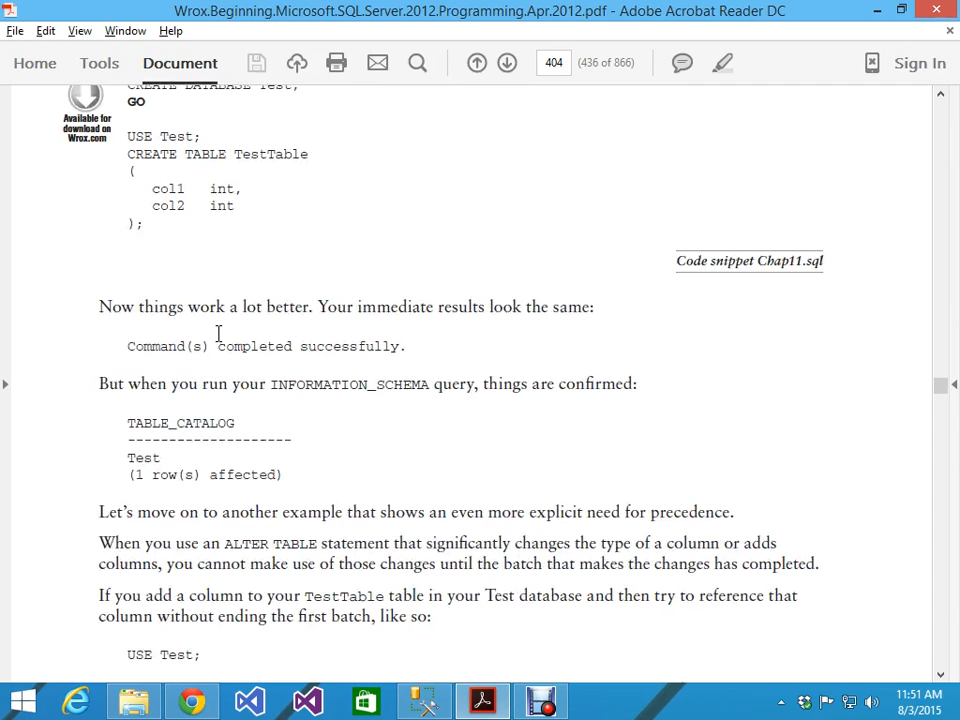 Wrox.Beginning.Microsoft.SQL.Server.2012.Programming.Apr.2012.pdf - Adobe Acrobat Reader DC
File Edit View Window Help
Home Tools Document 404 (436 of 866) Sign In
CREATE DATABASE Test;
GO
Available for
download on
Wrox.com
USE Test;
CREATE TABLE TestTable
(
col1 int,
col2 int
);
Code snippet Chap11.sql
Now things work a lot better. Your immediate results look the same:
Command(s) completed successfully.
But when you run your INFORMATION_SCHEMA query, things are confirmed:
TABLE_CATALOG
--------------------
Test
(1 row(s) affected)
Let's move on to another example that shows an even more explicit need for precedence.
When you use an ALTER TABLE statement that significantly changes the type of a column or adds
columns, you cannot make use of those changes until the batch that makes the changes has completed.
If you add a column to your TestTable table in your Test database and then try to reference that
column without ending the first batch, like so:
USE Test;
11:51 AM
8/3/2015